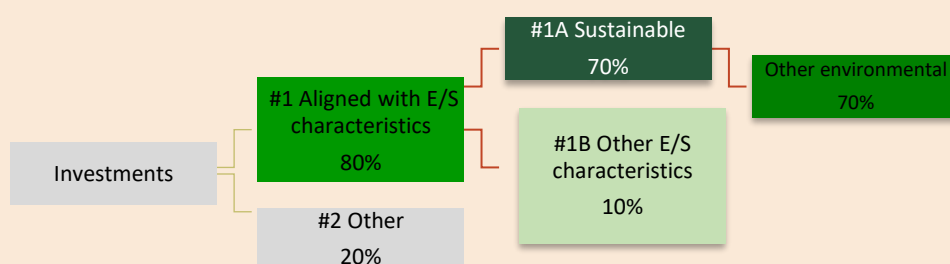 Investments
#1 Aligned with E/S
characteristics
80%
#2 Other
20%
#1A Sustainable
70%
#1B Other E/S
characteristics
10%
Other environmental
70%